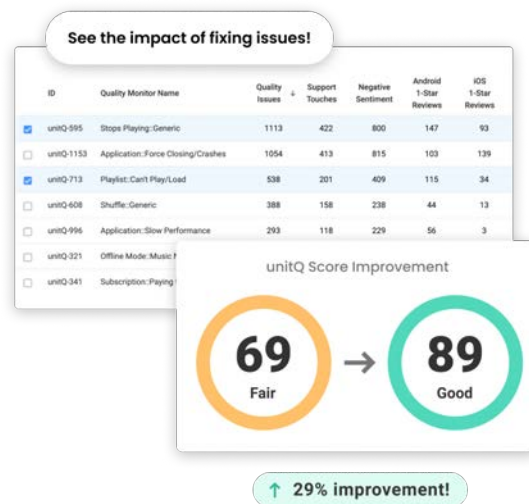 See the impact of fixing issues!
ID Quality Monitor Name Quality Issues ↓ Support Touches Negative Sentiment Android 1-Star Reviews iOS 1-Star Reviews
unitQ-595 Stops Playing::Generic 1113 422 800 147 93
unitQ-1153 Application::Force Closing/Crashes 1054 413 815 103 139
unitQ-713 Playlist::Can't Play/Load 538 201 409 115 34
unitQ-608 Shuffle::Generic 388 158 238 44 13
unitQ-996 Application::Slow Performance 293 118 229 56 3
unitQ-321 Offline Mode::Music
unitQ-341 Subscription::Paying
unitQ Score Improvement
69 → 89
Fair Good
↑ 29% improvement!